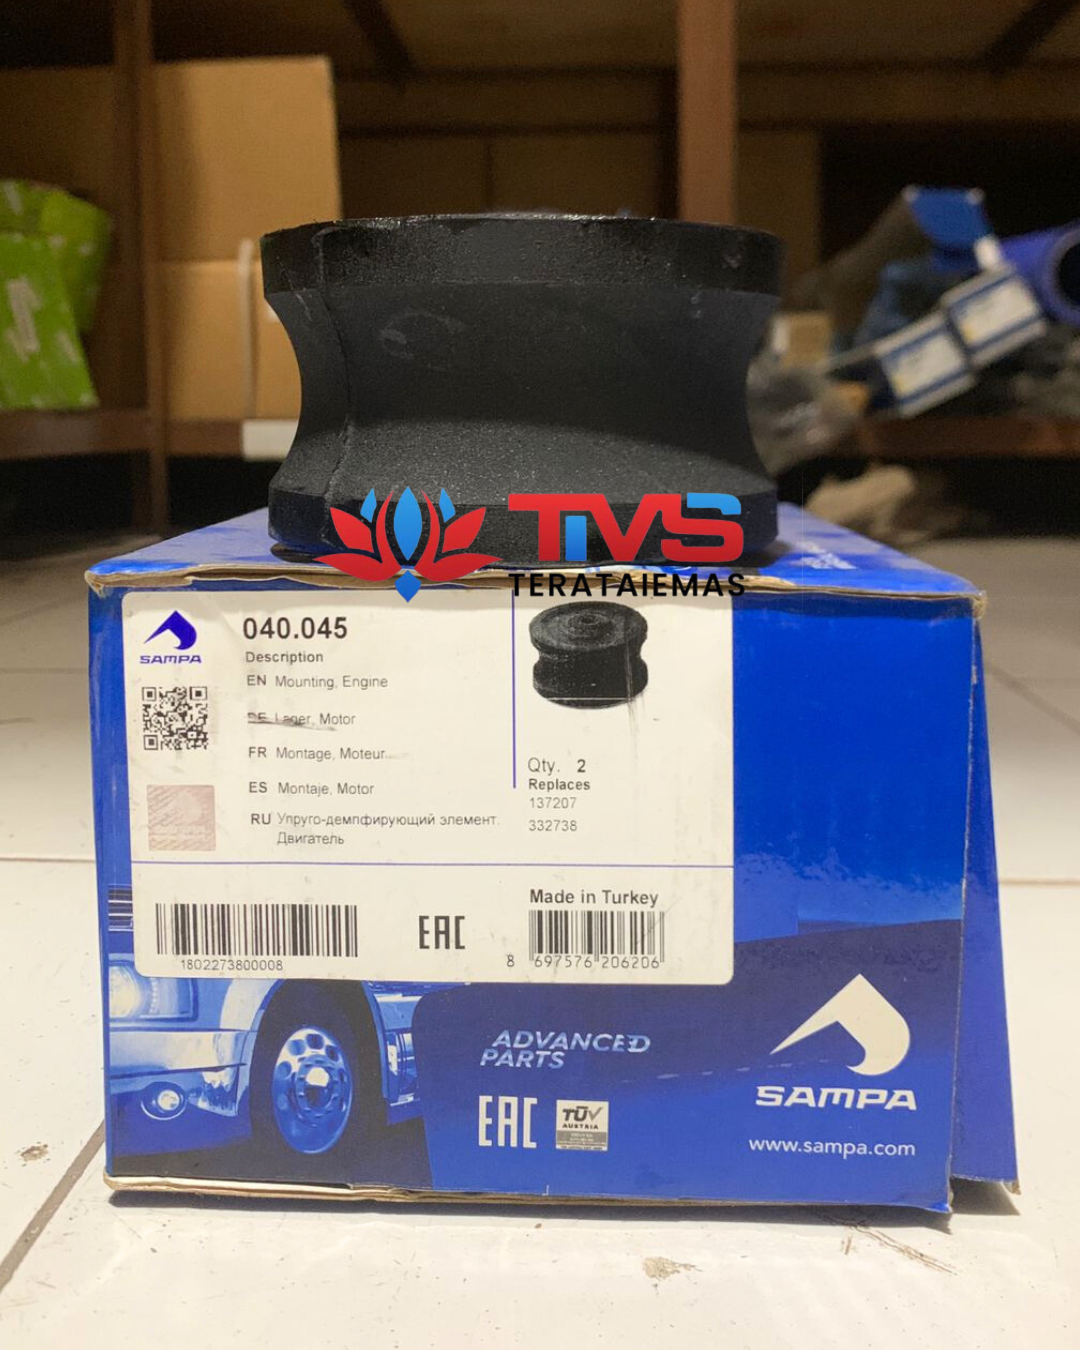 TMS
TERATAIEMAS
SAMPA
040.045
Description
EN Mounting, Engine
DE Lager, Motor
FR Montage, Moteur
ES Montaje, Motor
RU Упруго-демпфирующий элемент.
Двигатель
Qty. 2
Replaces
137207
332738
Made in Turkey
1802273800008
EAC
8 697576 206206
ADVANCED
PARTS
EAC
TÜV
AUSTRIA
SAMPA
www.sampa.com